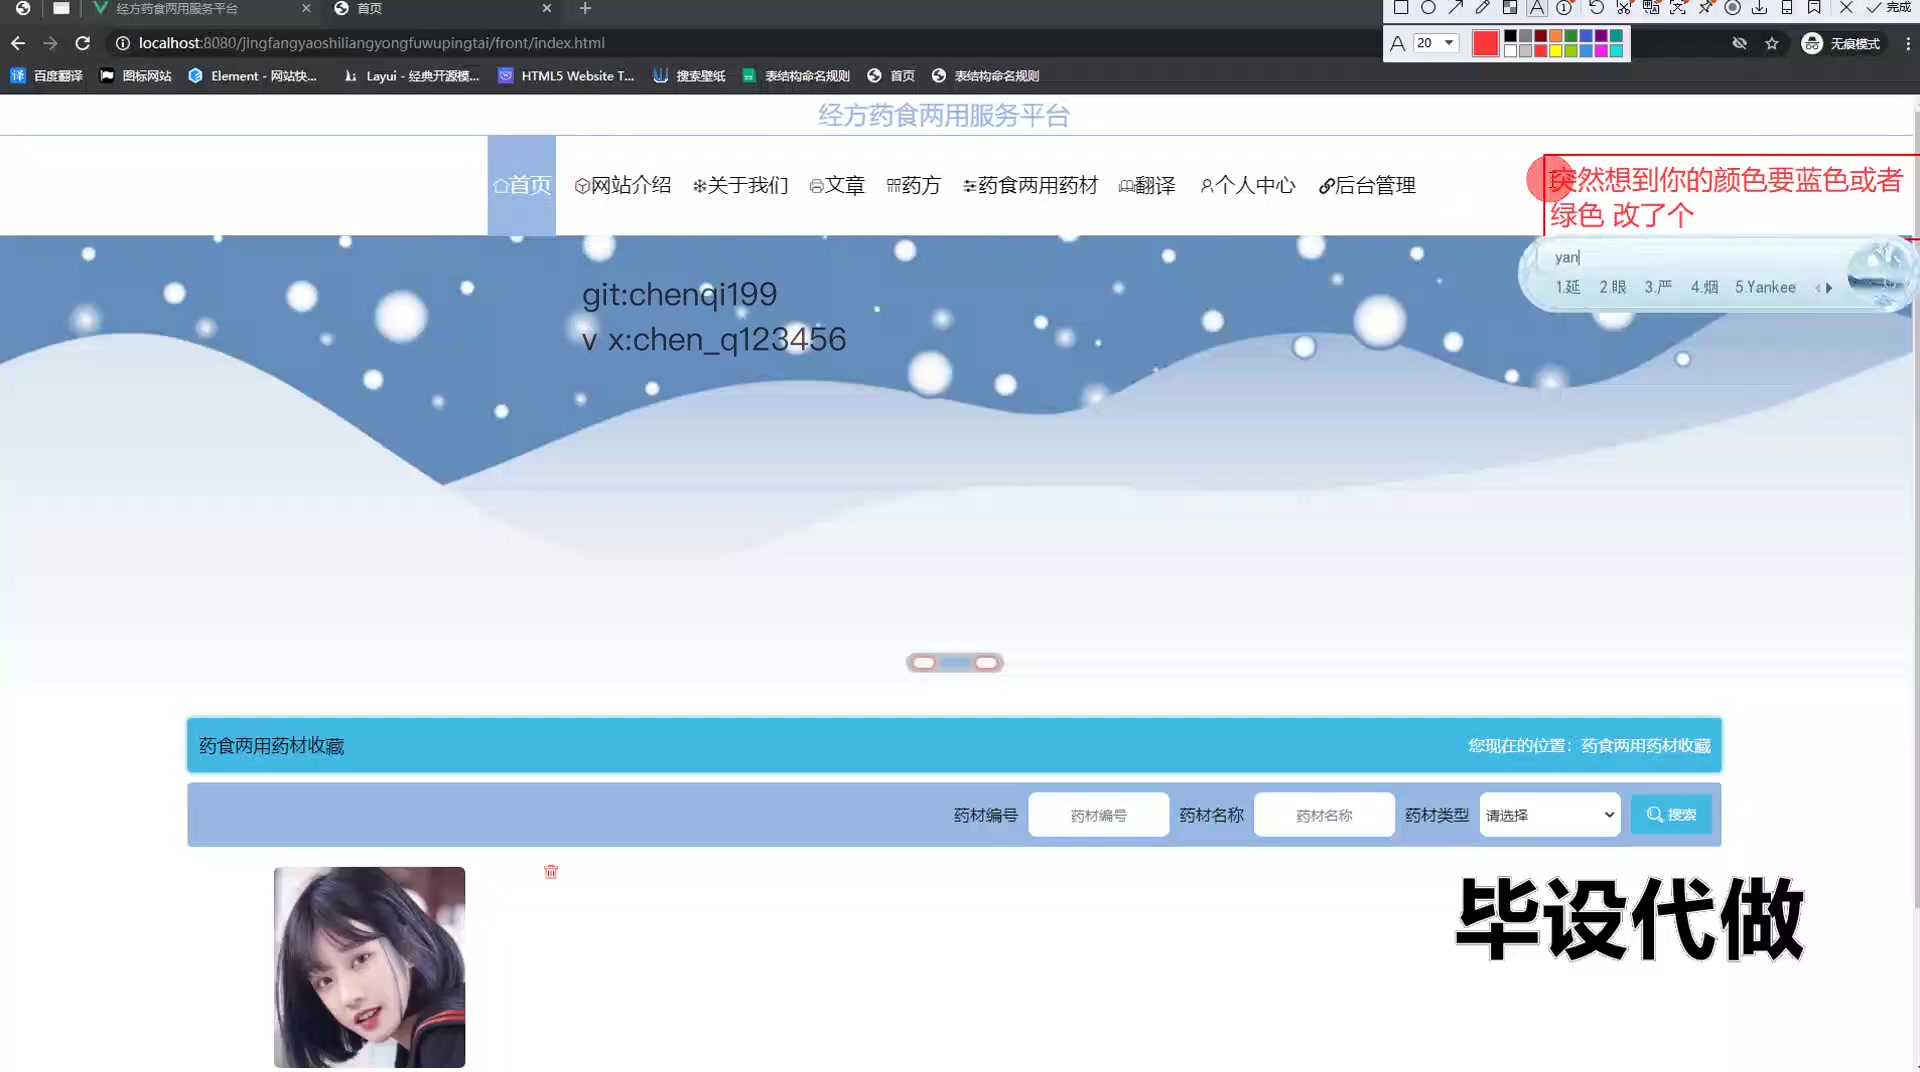 经方药食两用服务平台
首页
完成
localhost:8080/jingfangyaoshiliangyongfuwupingtai/front/index.html
A 20
无痕模式
百度翻译
图标网站
Element - 网站快...
Layui - 经典开源模...
HTML5 Website T...
搜索壁纸
表结构命名规则
首页
表结构命名规则
经方药食两用服务平台
首页
网站介绍
关于我们
文章
药方
药食两用药材
翻译
个人中心
后台管理
突然想到你的颜色要蓝色或者
绿色 改了个
yan
1.延 2.眼 3.严 4.烟 5.Yankee
git:chenqi199
v x:chen_q123456
药食两用药材收藏
您现在的位置：药食两用药材收藏
药材编号 药材编号 药材名称 药材名称 药材类型 请选择 搜索
毕设代做